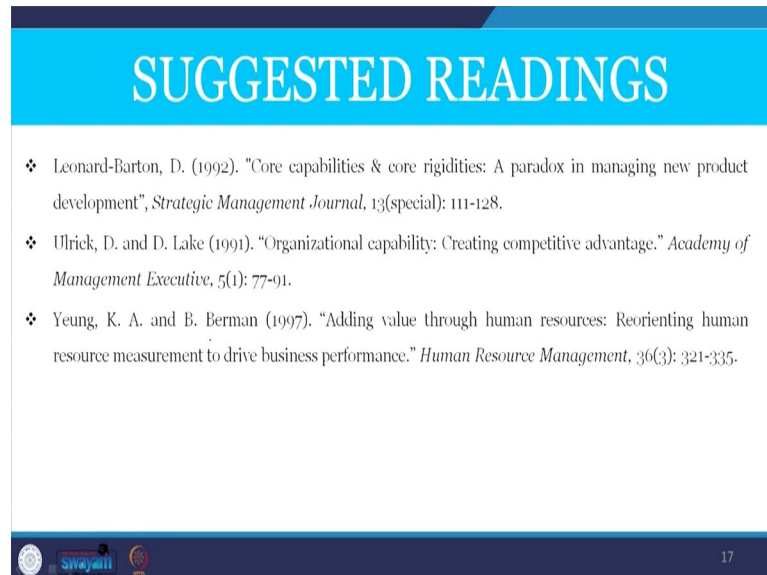 SUGGESTED READINGS
❖ Leonard-Barton, D. (1992). "Core capabilities & core rigidities: A paradox in managing new product
development”, Strategic Management Journal, 13(special): 111-128.
❖ Ulrick, D. and D. Lake (1991). “Organizational capability: Creating competitive advantage.” Academy of
Management Executive, 5(1): 77-91.
❖ Yeung, K. A. and B. Berman (1997). “Adding value through human resources: Reorienting human
resource measurement to drive business performance.” Human Resource Management, 36(3): 321-335.
swayam
17